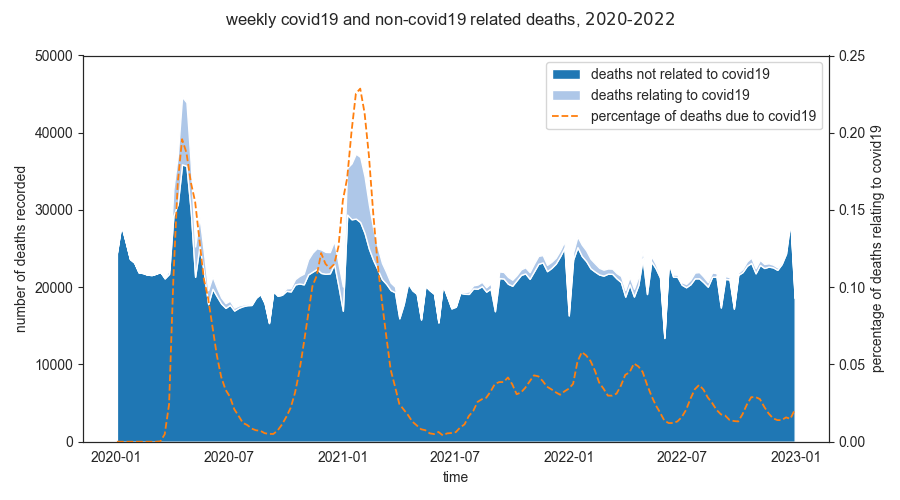 weekly covid19 and non-covid19 related deaths, 2020-2022
deaths not related to covid19
deaths relating to covid19
percentage of deaths due to covid19
number of deaths recorded
50000
40000
30000
20000
10000
0
percentage of deaths relating to covid19
0.25
0.20
0.15
0.10
0.05
0.00
2020-01 2020-07 2021-01 2021-07 2022-01 2022-07 2023-01
time